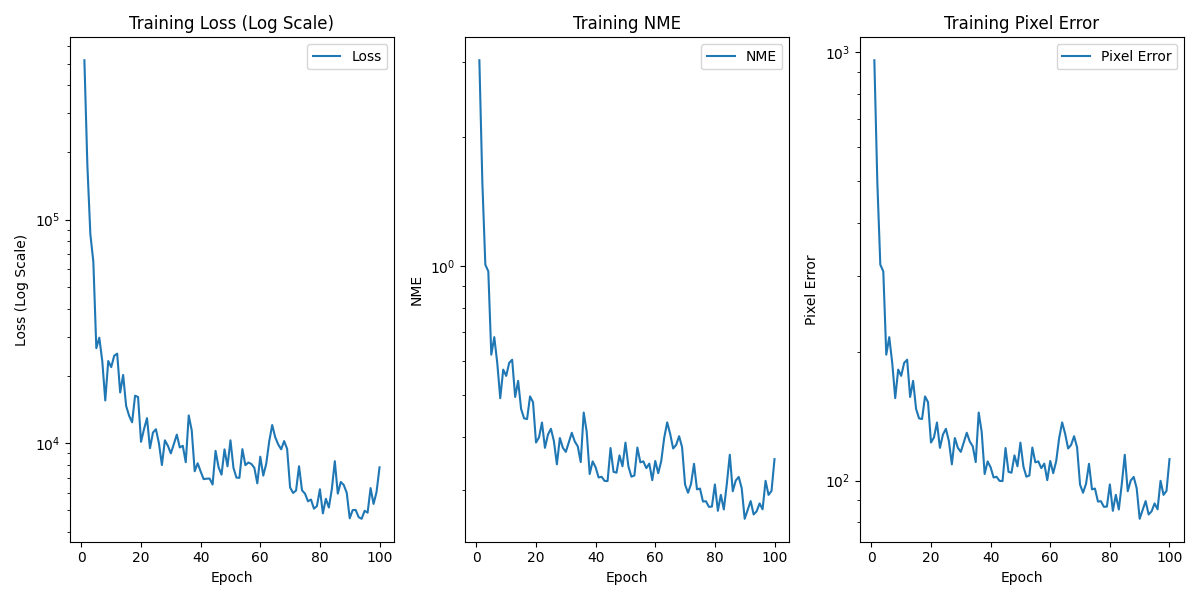 Training Loss (Log Scale)
Loss
Loss (Log Scale)
10^5
10^4
0 20 40 60 80 100
Epoch
Training NME
NME
NME
10^0
0 20 40 60 80 100
Epoch
Training Pixel Error
Pixel Error
Pixel Error
10^3
10^2
0 20 40 60 80 100
Epoch